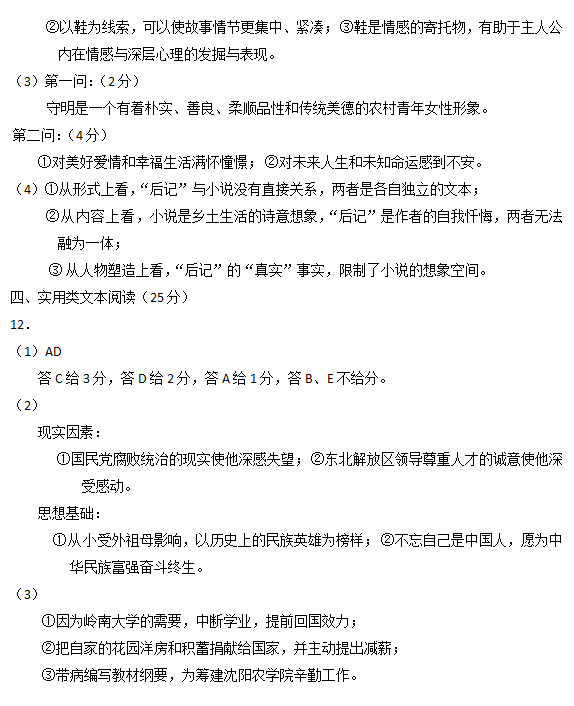 ②以鞋为线索，可以使故事情节更集中、紧凑；③鞋是情感的寄托物，有助于主人公
内在情感与深层心理的发掘与表现。
（3）第一问：（2分）
守明是一个有着朴实、善良、柔顺品性和传统美德的农村青年女性形象。
第二问：（4分）
①对美好爱情和幸福生活满怀憧憬；②对未来人生和未知命运感到不安。
（4）①从形式上看，“后记”与小说没有直接关系，两者是各自独立的文本；
②从内容上看，小说是乡土生活的诗意想象，“后记”是作者的自我忏悔，两者无法
融为一体；
③从人物塑造上看，“后记”的“真实”事实，限制了小说的想象空间。
四、实用类文本阅读（25分）
12．
（1）AD
答C给3分，答D给2分，答A给1分，答B、E不给分。
（2）
现实因素：
①国民党腐败统治的现实使他深感失望；②东北解放区领导尊重人才的诚意使他深
受感动。
思想基础：
①从小受外祖母影响，以历史上的民族英雄为榜样；②不忘自己是中国人，愿为中
华民族富强奋斗终生。
（3）
①因为岭南大学的需要，中断学业，提前回国效力；
②把自家的花园洋房和积蓄捐献给国家，并主动提出减薪；
③带病编写教材纲要，为筹建沈阳农学院辛勤工作。